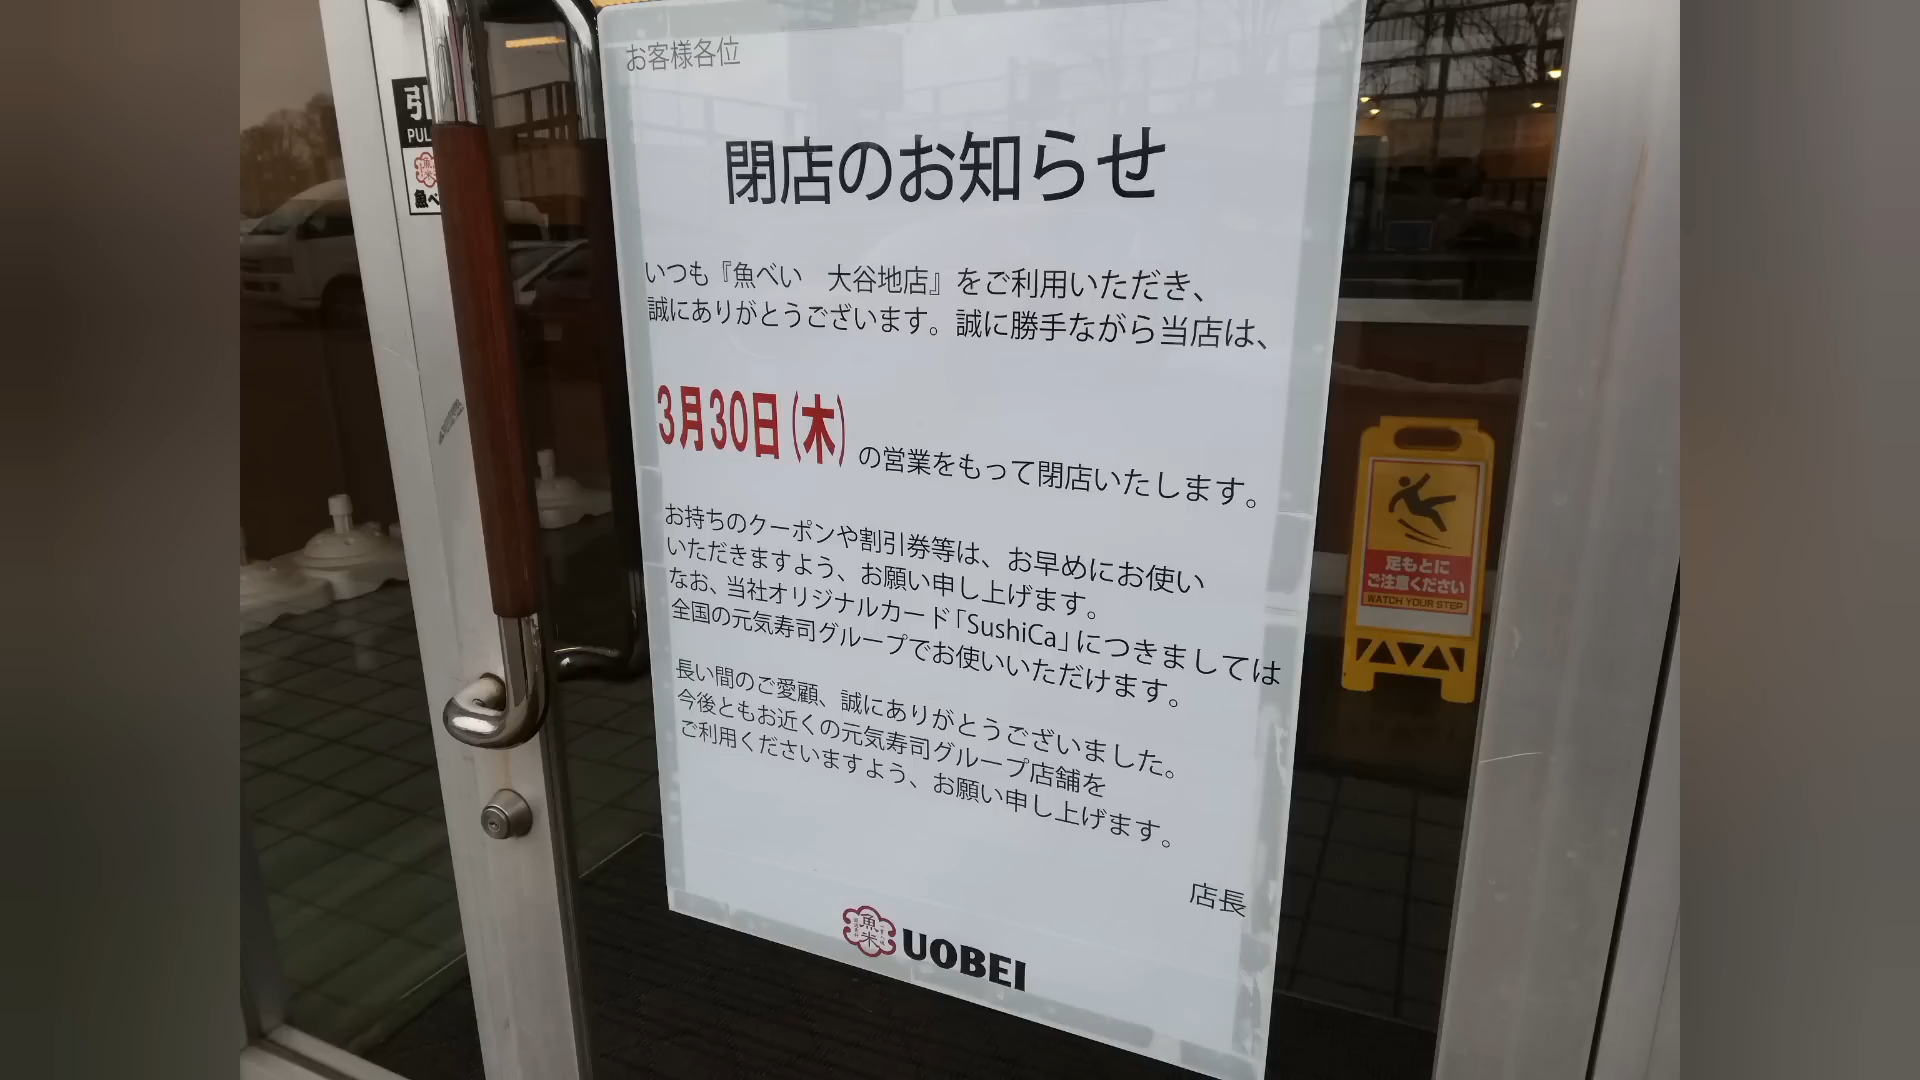 お客様各位
閉店のお知らせ
いつも『魚べい　大谷地店』をご利用いただき、
誠にありがとうございます。誠に勝手ながら当店は、
3月30日(木)の営業をもって閉店いたします。
お持ちのクーポンや割引券等は、お早めにお使い
いただきますよう、お願い申し上げます。
なお、当社オリジナルカード「SushiCa」につきましては
全国の元気寿司グループでお使いいただけます。
長い間のご愛顧、誠にありがとうございました。
今後ともお近くの元気寿司グループ店舗を
ご利用くださいますよう、お願い申し上げます。
店長
魚米 UOBEI
引
PUL
魚べ
足もとに
ご注意ください
WATCH YOUR STEP